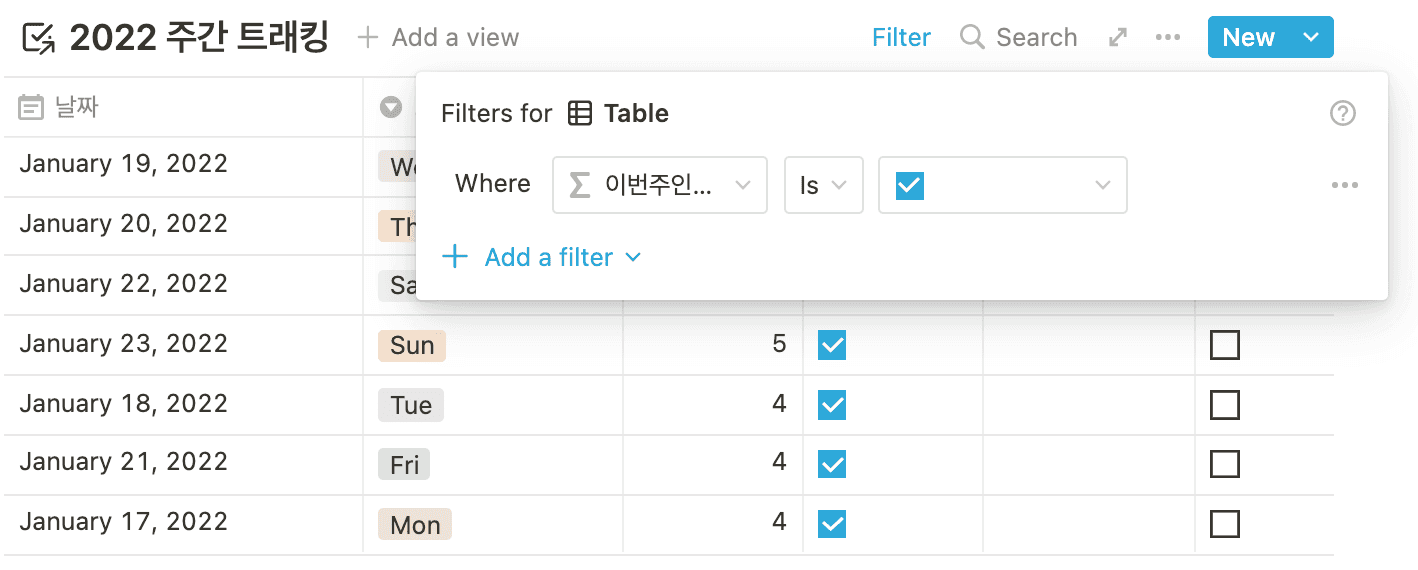 2022 주간 트래킹 + Add a view Filter Search New
날짜
Filters for Table
January 19, 2022
Where 이번주인... Is
January 20, 2022 Th
+ Add a filter
January 22, 2022 Sa
January 23, 2022 Sun 5
January 18, 2022 Tue 4
January 21, 2022 Fri 4
January 17, 2022 Mon 4